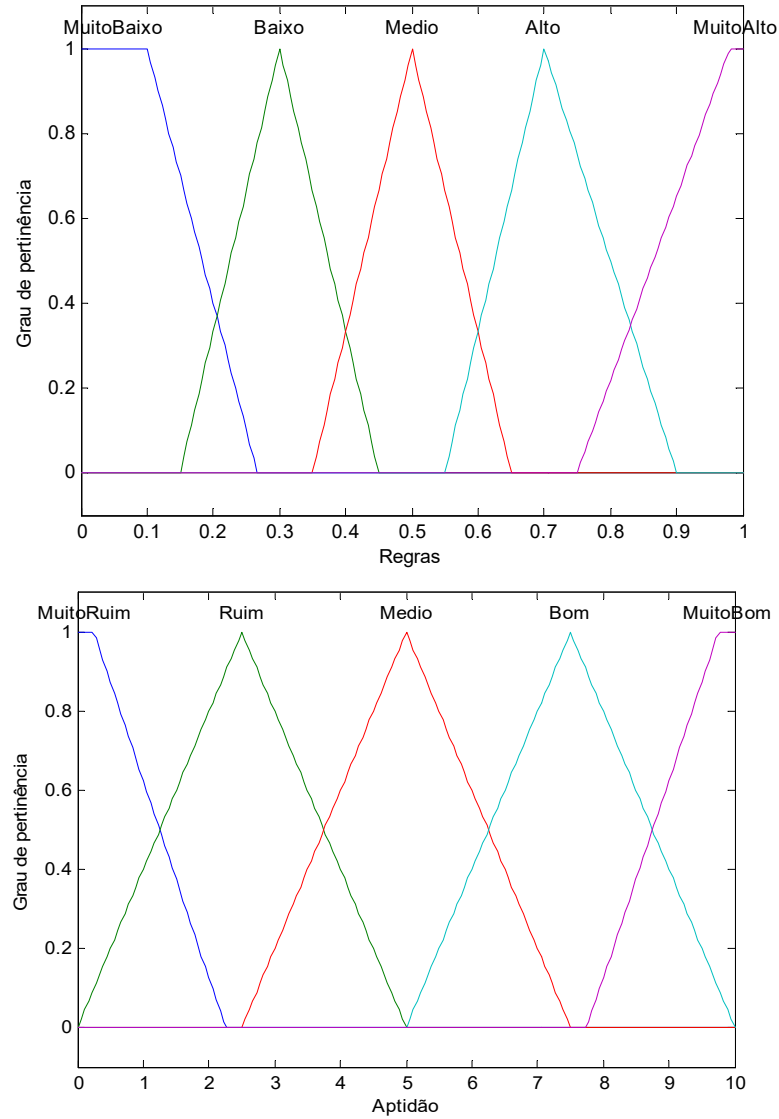 MuitoBaixo Baixo Medio Alto MuitoAlto
1
0.8
0.6
0.4
0.2
0
Grau de pertinência
0 0.1 0.2 0.3 0.4 0.5 0.6 0.7 0.8 0.9 1
Regras
MuitoRuim Ruim Medio Bom MuitoBom
1
0.8
0.6
0.4
0.2
0
Grau de pertinência
0 1 2 3 4 5 6 7 8 9 10
Aptidão